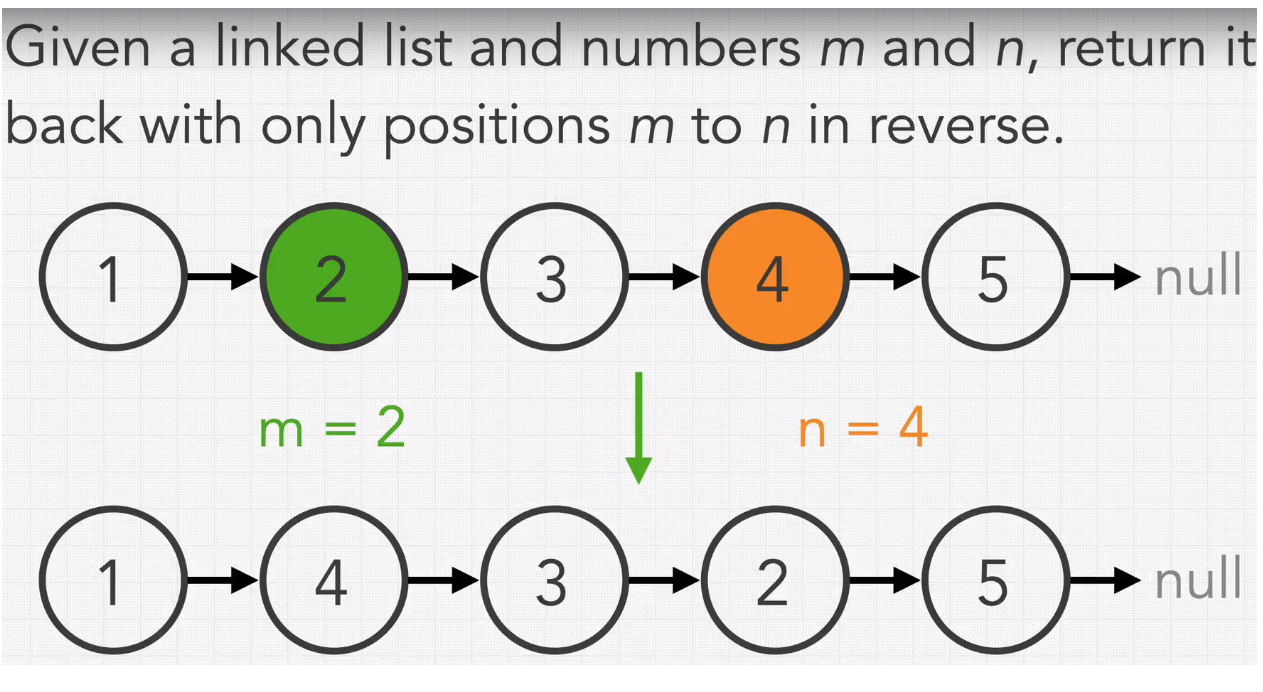 Given a linked list and numbers m and n, return it
back with only positions m to n in reverse.
1 2 3 4 5 null
m = 2 n = 4
1 4 3 2 5 null